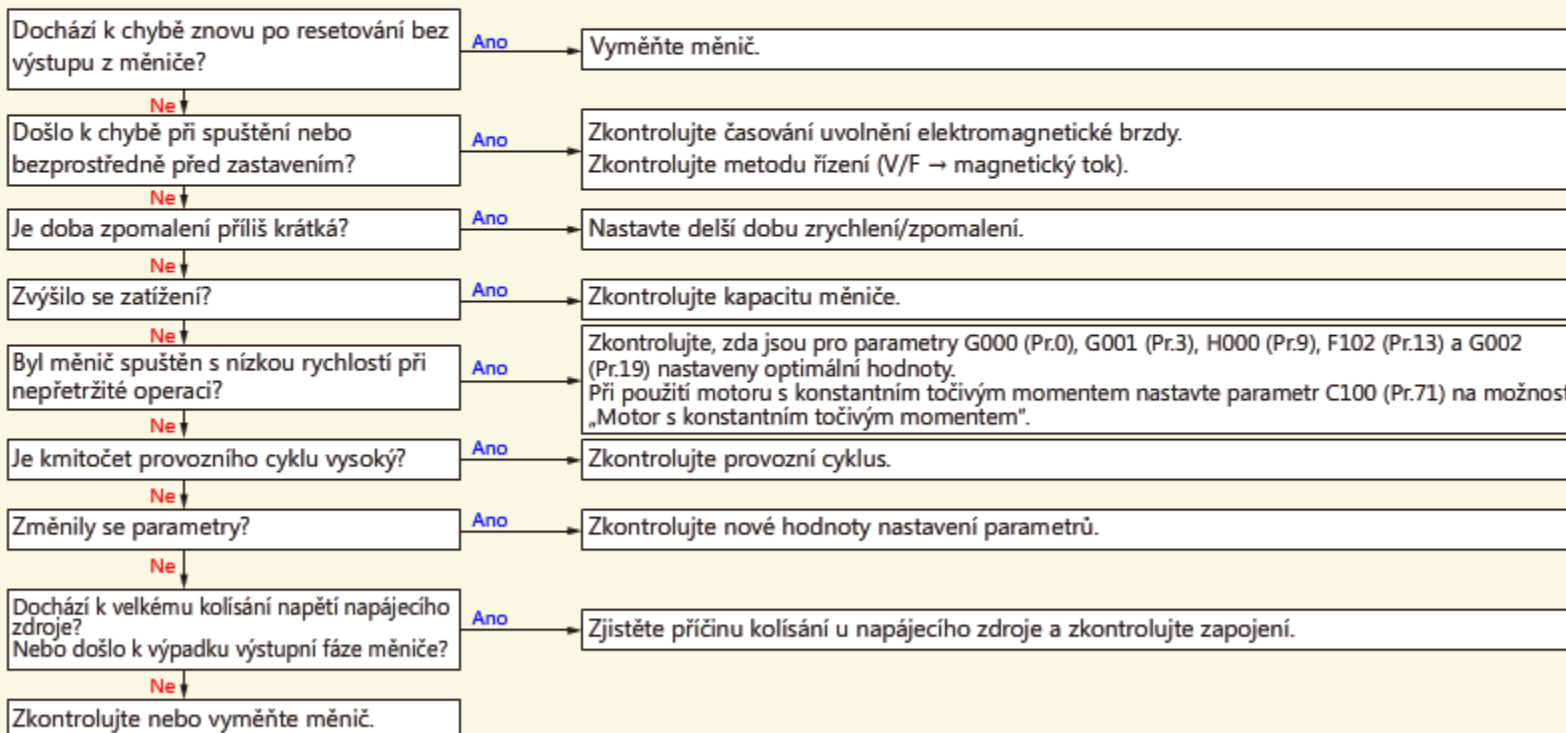 Dochází k chybě znovu po resetování bez
výstupu z měniče?
Ano
Vyměňte měnič.
Ne
Došlo k chybě při spuštění nebo
bezprostředně před zastavením?
Ano
Zkontrolujte časování uvolnění elektromagnetické brzdy.
Zkontrolujte metodu řízení (V/F → magnetický tok).
Ne
Je doba zpomalení příliš krátká?
Ano
Nastavte delší dobu zrychlení/zpomalení.
Ne
Zvýšilo se zatížení?
Ano
Zkontrolujte kapacitu měniče.
Ne
Byl měnič spuštěn s nízkou rychlostí při
nepřetržité operaci?
Ano
Zkontrolujte, zda jsou pro parametry G000 (Pr.0), G001 (Pr.3), H000 (Pr.9), F102 (Pr.13) a G002
(Pr.19) nastaveny optimální hodnoty.
Při použití motoru s konstantním točivým momentem nastavte parametr C100 (Pr.71) na možnost
„Motor s konstantním točivým momentem“.
Ne
Je kmitočet provozního cyklu vysoký?
Ano
Zkontrolujte provozní cyklus.
Ne
Změnily se parametry?
Ano
Zkontrolujte nové hodnoty nastavení parametrů.
Ne
Dochází k velkému kolísání napětí napájecího
zdroje?
Nebo došlo k výpadku výstupní fáze měniče?
Ano
Zjistěte příčinu kolísání u napájecího zdroje a zkontrolujte zapojení.
Ne
Zkontrolujte nebo vyměňte měnič.